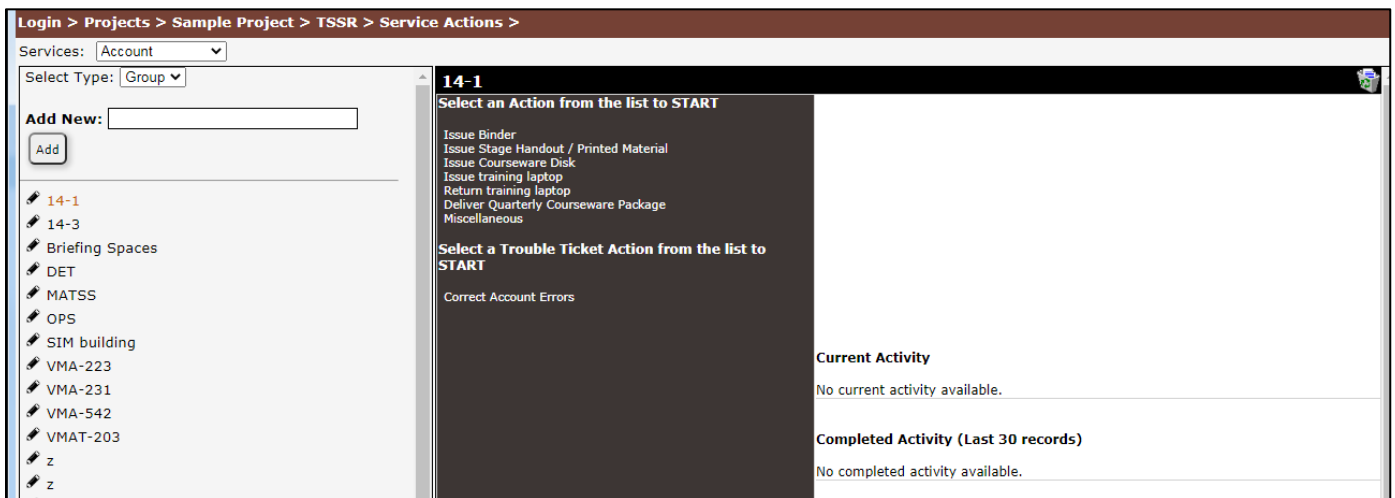 Login > Projects > Sample Project > TSSR > Service Actions >
Services: Account
Select Type: Group
Add New:
Add
14-1
14-3
Briefing Spaces
DET
MATSS
OPS
SIM building
VMA-223
VMA-231
VMA-542
VMAT-203
z
z
14-1
Select an Action from the list to START
Issue Binder
Issue Stage Handout / Printed Material
Issue Courseware Disk
Issue training laptop
Return training laptop
Deliver Quarterly Courseware Package
Miscellaneous
Select a Trouble Ticket Action from the list to
START
Correct Account Errors
Current Activity
No current activity available.
Completed Activity (Last 30 records)
No completed activity available.